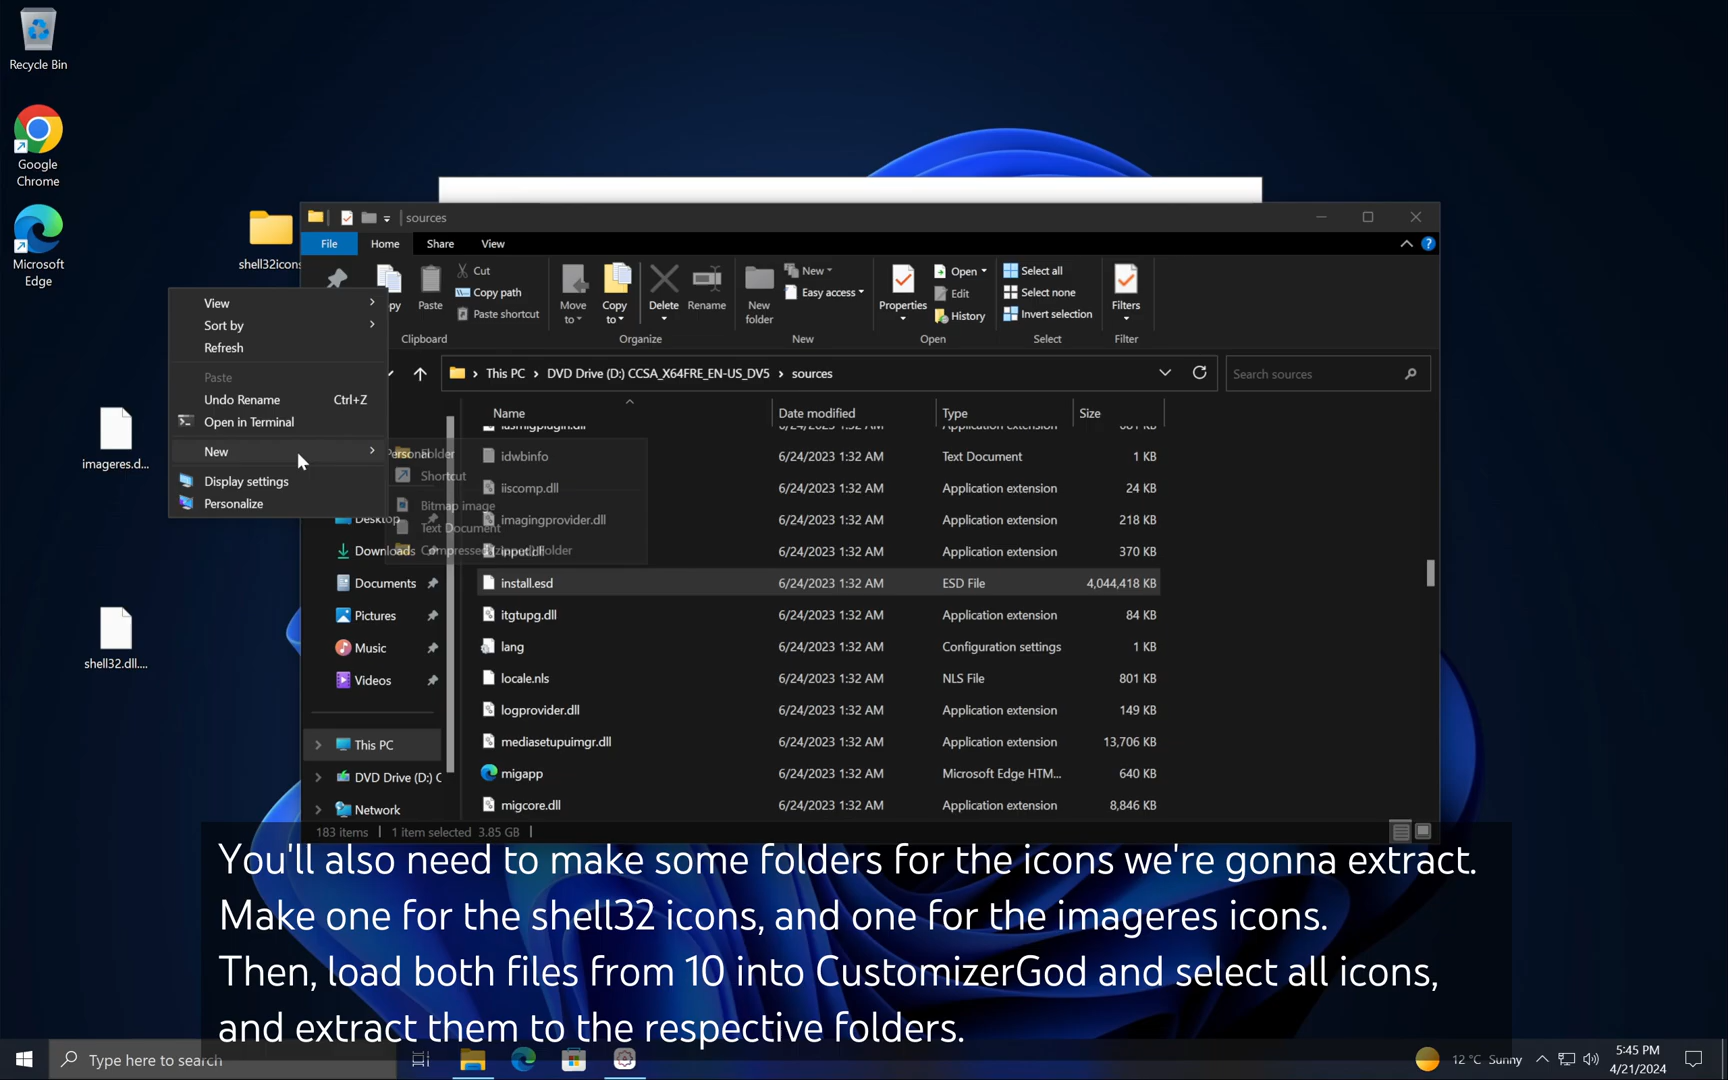 Recycle Bin
Google
Chrome
Microsoft
Edge
shell32icons
imageres.d...
shell32.dll....
sources
File
Home
Share
View
Cut
Copy path
Paste
Paste shortcut
Clipboard
Move
to
Copy
to
Delete
Rename
Organize
New
folder
New
Easy access
New
Properties
Open
Edit
History
Open
Select all
Select none
Invert selection
Select
Filters
Filter
View
Sort by
Refresh
Paste
Undo Rename Ctrl+Z
Open in Terminal
New
Display settings
Personalize
Folder
Shortcut
Bitmap image
Text Document
Compressed (zipped) Folder
This PC
DVD Drive (D:) CCSA_X64FRE_EN-US_DV5
sources
Search sources
Name Date modified Type Size
6/24/2023 1:32 AM Application extension
idwbinfo 6/24/2023 1:32 AM Text Document 1 KB
iiscomp.dll 6/24/2023 1:32 AM Application extension 24 KB
imagingprovider.dll 6/24/2023 1:32 AM Application extension 218 KB
input.dll 6/24/2023 1:32 AM Application extension 370 KB
install.esd 6/24/2023 1:32 AM ESD File 4,044,418 KB
itgtupg.dll 6/24/2023 1:32 AM Application extension 84 KB
lang 6/24/2023 1:32 AM Configuration settings 1 KB
locale.nls 6/24/2023 1:32 AM NLS File 801 KB
logprovider.dll 6/24/2023 1:32 AM Application extension 149 KB
mediasetupuimgr.dll 6/24/2023 1:32 AM Application extension 13,706 KB
migapp 6/24/2023 1:32 AM Microsoft Edge HTM... 640 KB
migcore.dll 6/24/2023 1:32 AM Application extension 8,846 KB
Personal
Desktop
Downloads
Documents
Pictures
Music
Videos
This PC
DVD Drive (D:) C
Network
183 items 1 item selected 3.85 GB
You'll also need to make some folders for the icons we're gonna extract.
Make one for the shell32 icons, and one for the imageres icons.
Then, load both files from 10 into CustomizerGod and select all icons,
and extract them to the respective folders.
Type here to search
12 °C Sunny
5:45 PM
4/21/2024